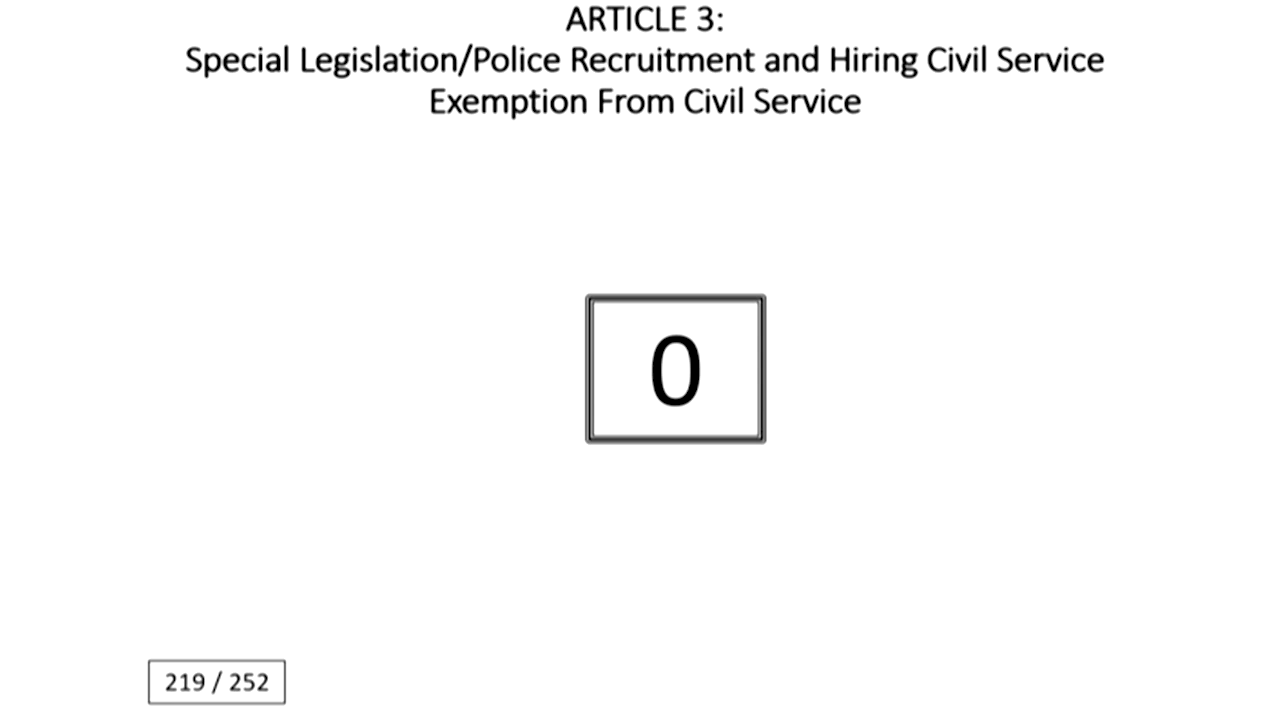 ARTICLE 3:
Special Legislation/Police Recruitment and Hiring Civil Service
Exemption From Civil Service
0
219 / 252